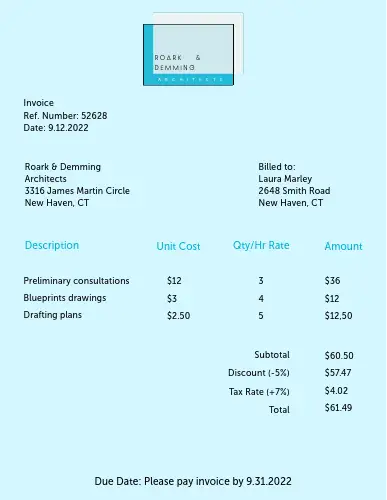 ROARK &
DEMMING
ARCHITECTS
Invoice
Ref. Number: 52628
Date: 9.12.2022
Roark & Demming
Architects
3316 James Martin Circle
New Haven, CT
Billed to:
Laura Marley
2648 Smith Road
New Haven, CT
Description Unit Cost Qty/Hr Rate Amount
Preliminary consultations $12 3 $36
Blueprints drawings $3 4 $12
Drafting plans $2.50 5 $12,50
Subtotal $60.50
Discount (-5%) $57.47
Tax Rate (+7%) $4.02
Total $61.49
Due Date: Please pay invoice by 9.31.2022